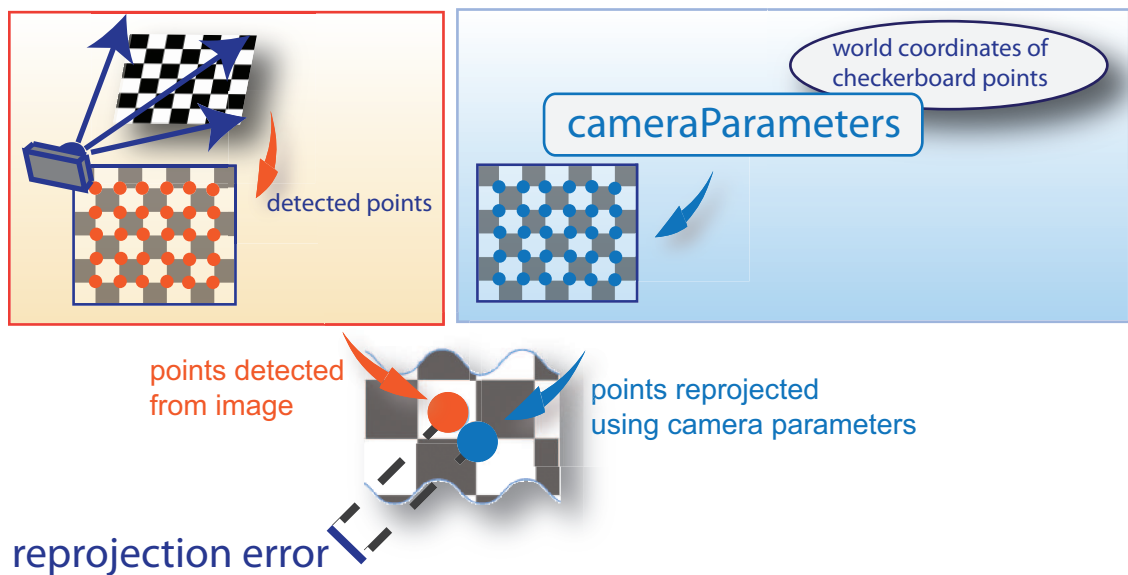 world coordinates of
checkerboard points
cameraParameters
detected points
points detected
from image
points reprojected
using camera parameters
reprojection error